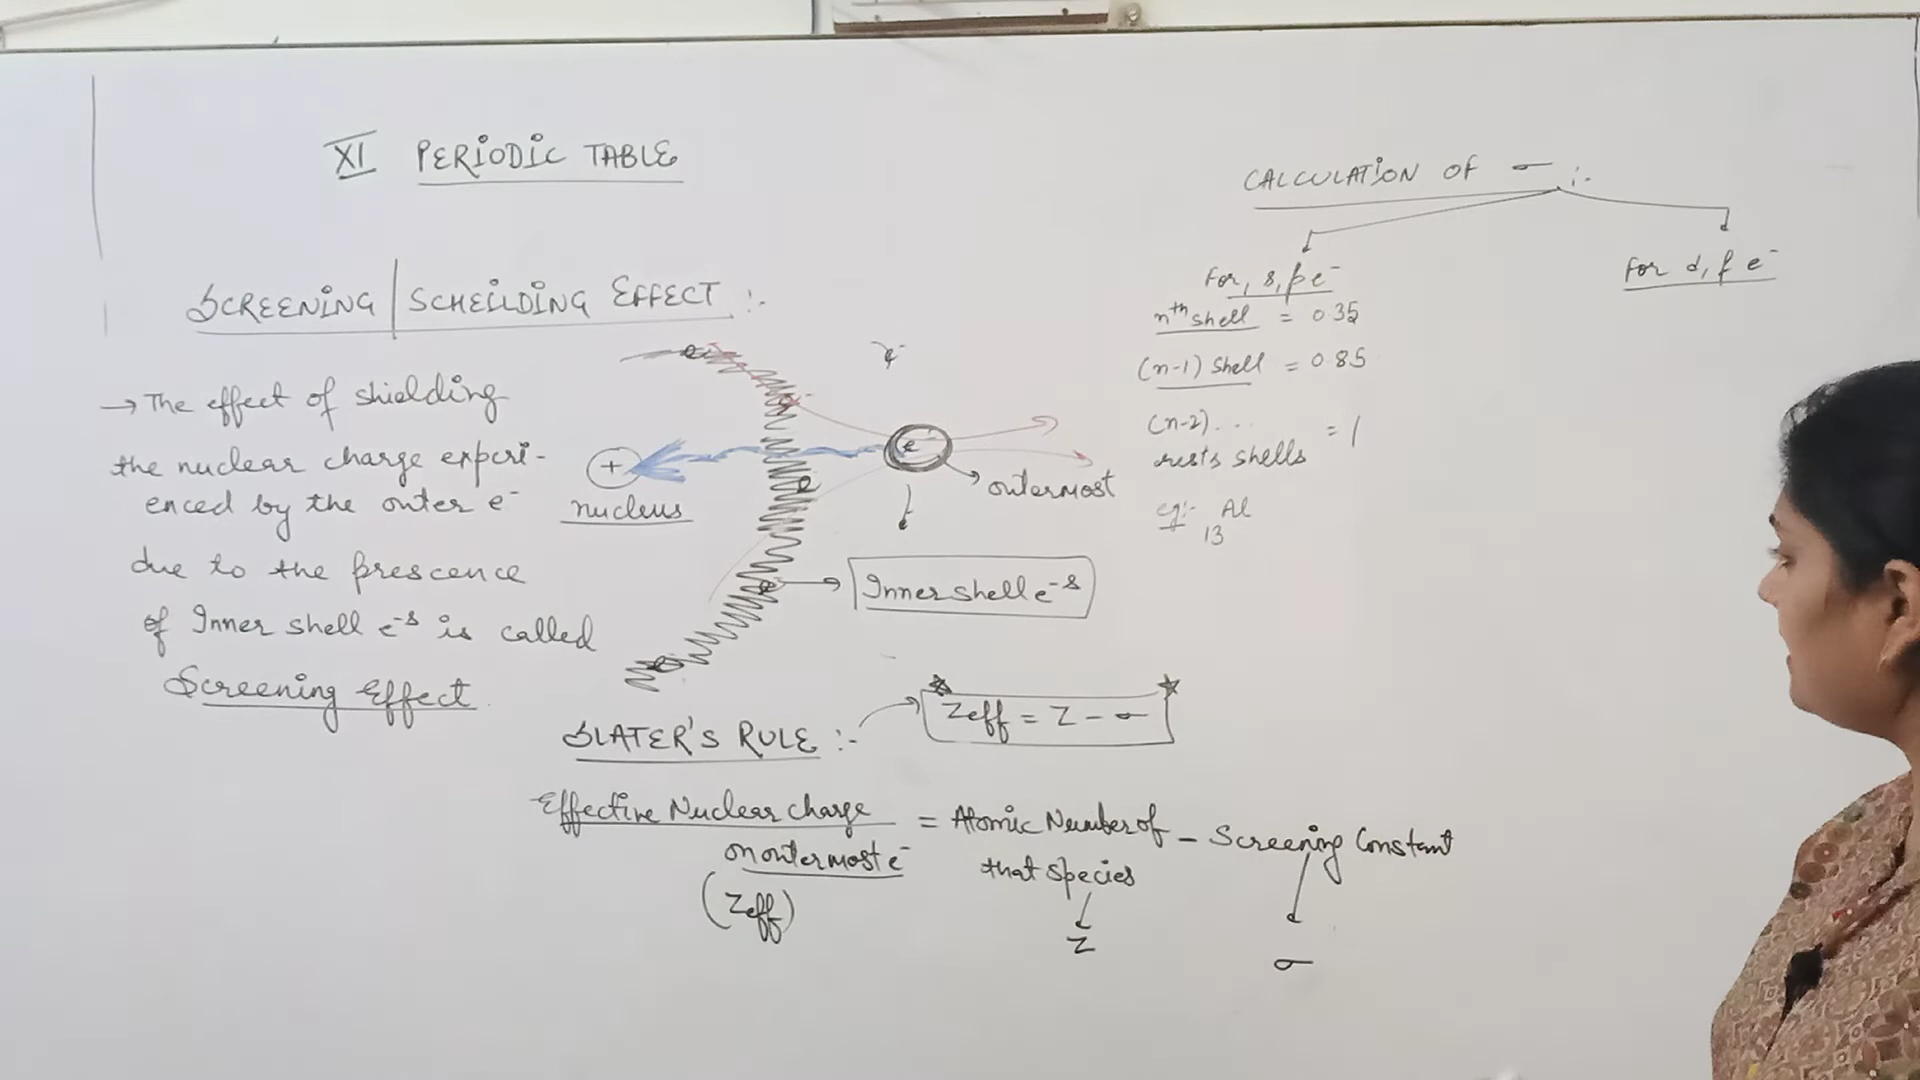 XI PERIODIC TABLE
SCREENING | SCHEILDING EFFECT :-
→ The effect of shielding
the nuclear charge experi-
enced by the outer e⁻
due to the prescence
of Inner shell e⁻s is called
Screening Effect
e⁻
e⁻
+
nucleus
outermost
Inner shell e⁻s
SLATER'S RULE :-
Zeff = Z - σ
Effective Nuclear charge = Atomic Number of - Screening Constant
on outermost e⁻ that species
(Zeff)
Z
σ
CALCULATION OF σ :-
For, s, p e⁻
nth shell = 0.35
(n-1) shell = 0.85
(n-2)...
rests shells = 1
eg:- 13Al
For d, f e⁻